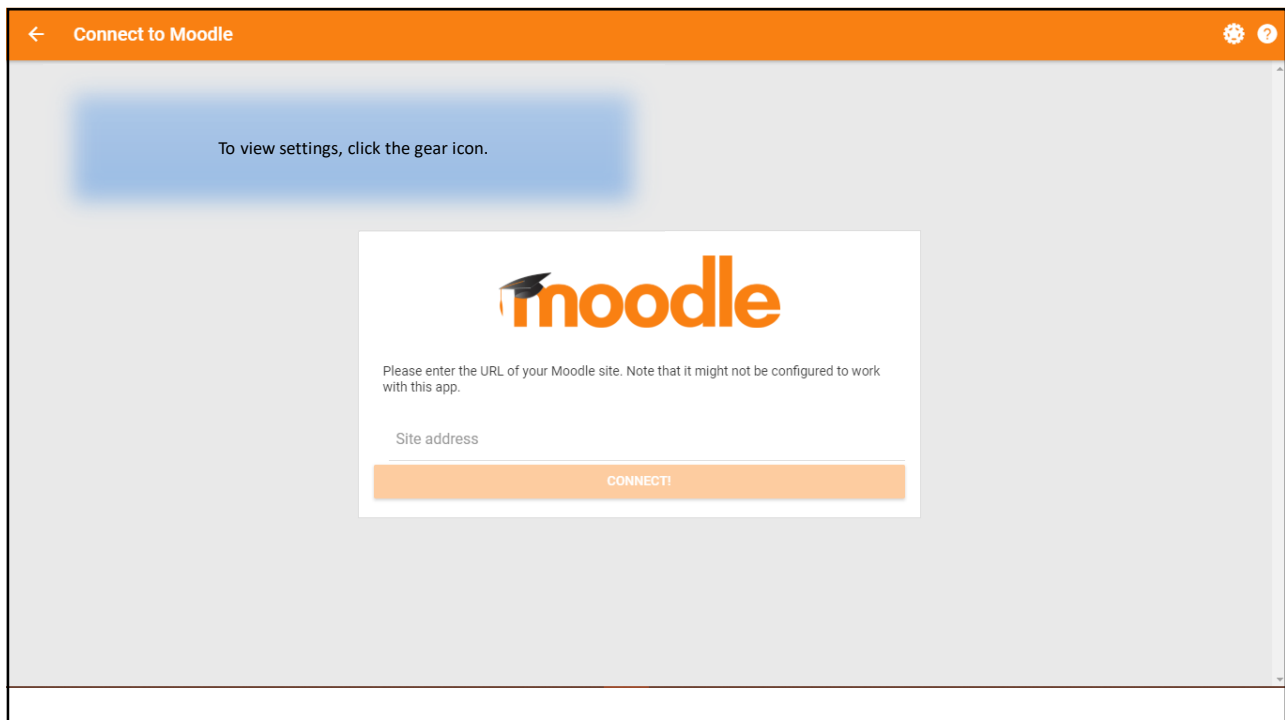 Connect to Moodle
To view settings, click the gear icon.
moodle
Please enter the URL of your Moodle site. Note that it might not be configured to work
with this app.
Site address
CONNECT!